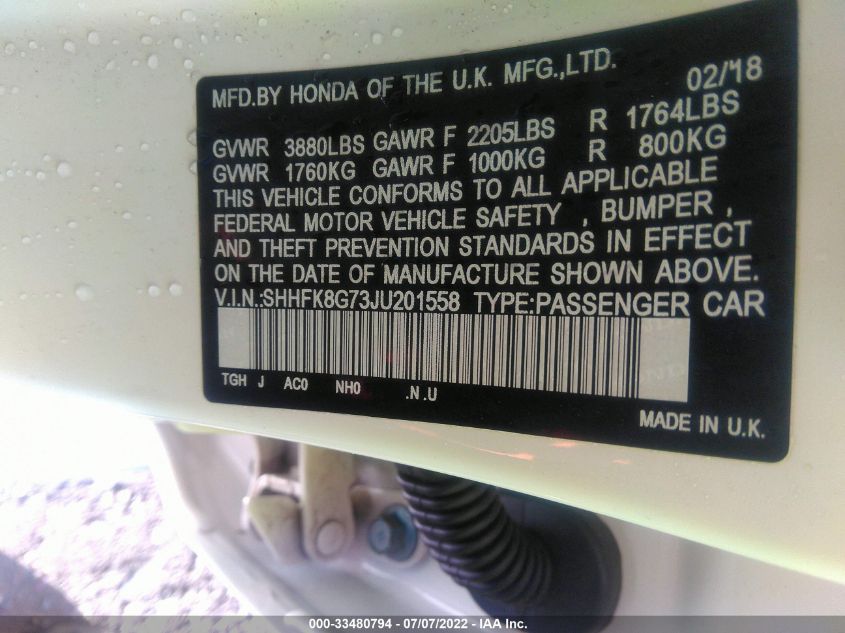 MFD.BY HONDA OF THE U.K. MFG.,LTD. 02/'18
GVWR 3880LBS GAWR F 2205LBS R 1764LBS
GVWR 1760KG GAWR F 1000KG R 800KG
THIS VEHICLE CONFORMS TO ALL APPLICABLE
FEDERAL MOTOR VEHICLE SAFETY , BUMPER ,
AND THEFT PREVENTION STANDARDS IN EFFECT
ON THE DATE OF MANUFACTURE SHOWN ABOVE.
V.I.N.:SHHFK8G73JU201558 TYPE:PASSENGER CAR
TGH J AC0 NH0 .N .U
MADE IN U.K.
000-33480794 - 07/07/2022 - IAA Inc.